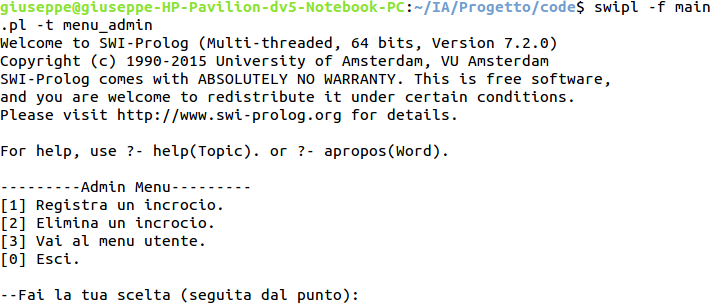 giuseppe@giuseppe-HP-Pavilion-dv5-Notebook-PC:~/IA/Progetto/code$ swipl -f main
.pl -t menu_admin
Welcome to SWI-Prolog (Multi-threaded, 64 bits, Version 7.2.0)
Copyright (c) 1990-2015 University of Amsterdam, VU Amsterdam
SWI-Prolog comes with ABSOLUTELY NO WARRANTY. This is free software,
and you are welcome to redistribute it under certain conditions.
Please visit http://www.swi-prolog.org for details.

For help, use ?- help(Topic). or ?- apropos(Word).

---------Admin Menu---------
[1] Registra un incrocio.
[2] Elimina un incrocio.
[3] Vai al menu utente.
[0] Esci.

--Fai la tua scelta (seguita dal punto):